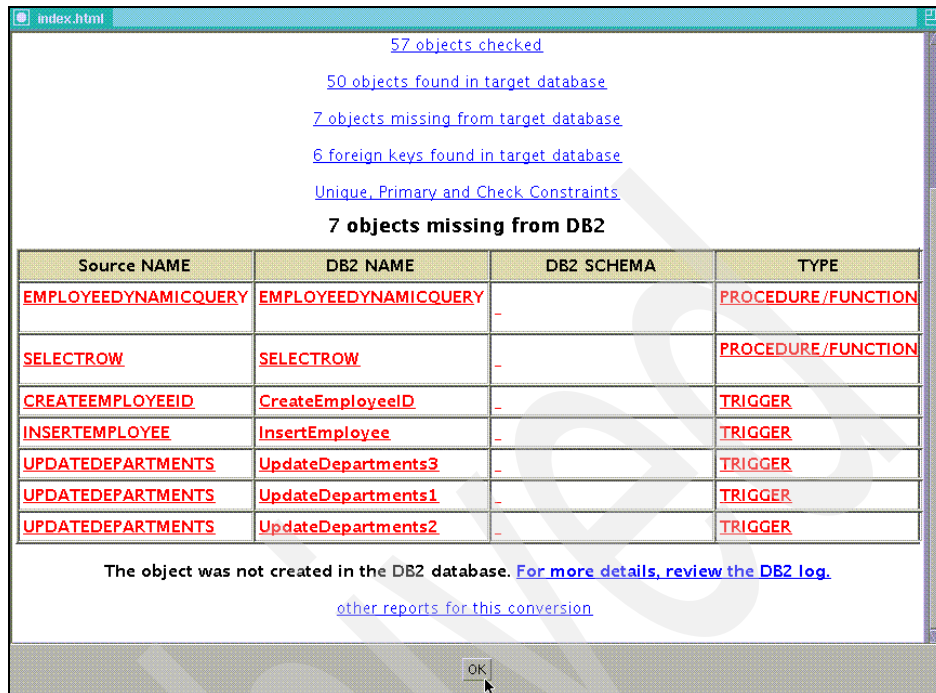 index.html
57 objects checked
50 objects found in target database
7 objects missing from target database
6 foreign keys found in target database
Unique, Primary and Check Constraints
7 objects missing from DB2
Source NAME DB2 NAME DB2 SCHEMA TYPE
EMPLOYEEDYNAMICQUERY EMPLOYEEDYNAMICQUERY _ PROCEDURE/FUNCTION
SELECTROW SELECTROW _ PROCEDURE/FUNCTION
CREATEEMPLOYEEID CreateEmployeeID _ TRIGGER
INSERTEMPLOYEE InsertEmployee _ TRIGGER
UPDATEDEPARTMENTS UpdateDepartments3 _ TRIGGER
UPDATEDEPARTMENTS UpdateDepartments1 _ TRIGGER
UPDATEDEPARTMENTS UpdateDepartments2 _ TRIGGER
The object was not created in the DB2 database. For more details, review the DB2 log.
other reports for this conversion
OK